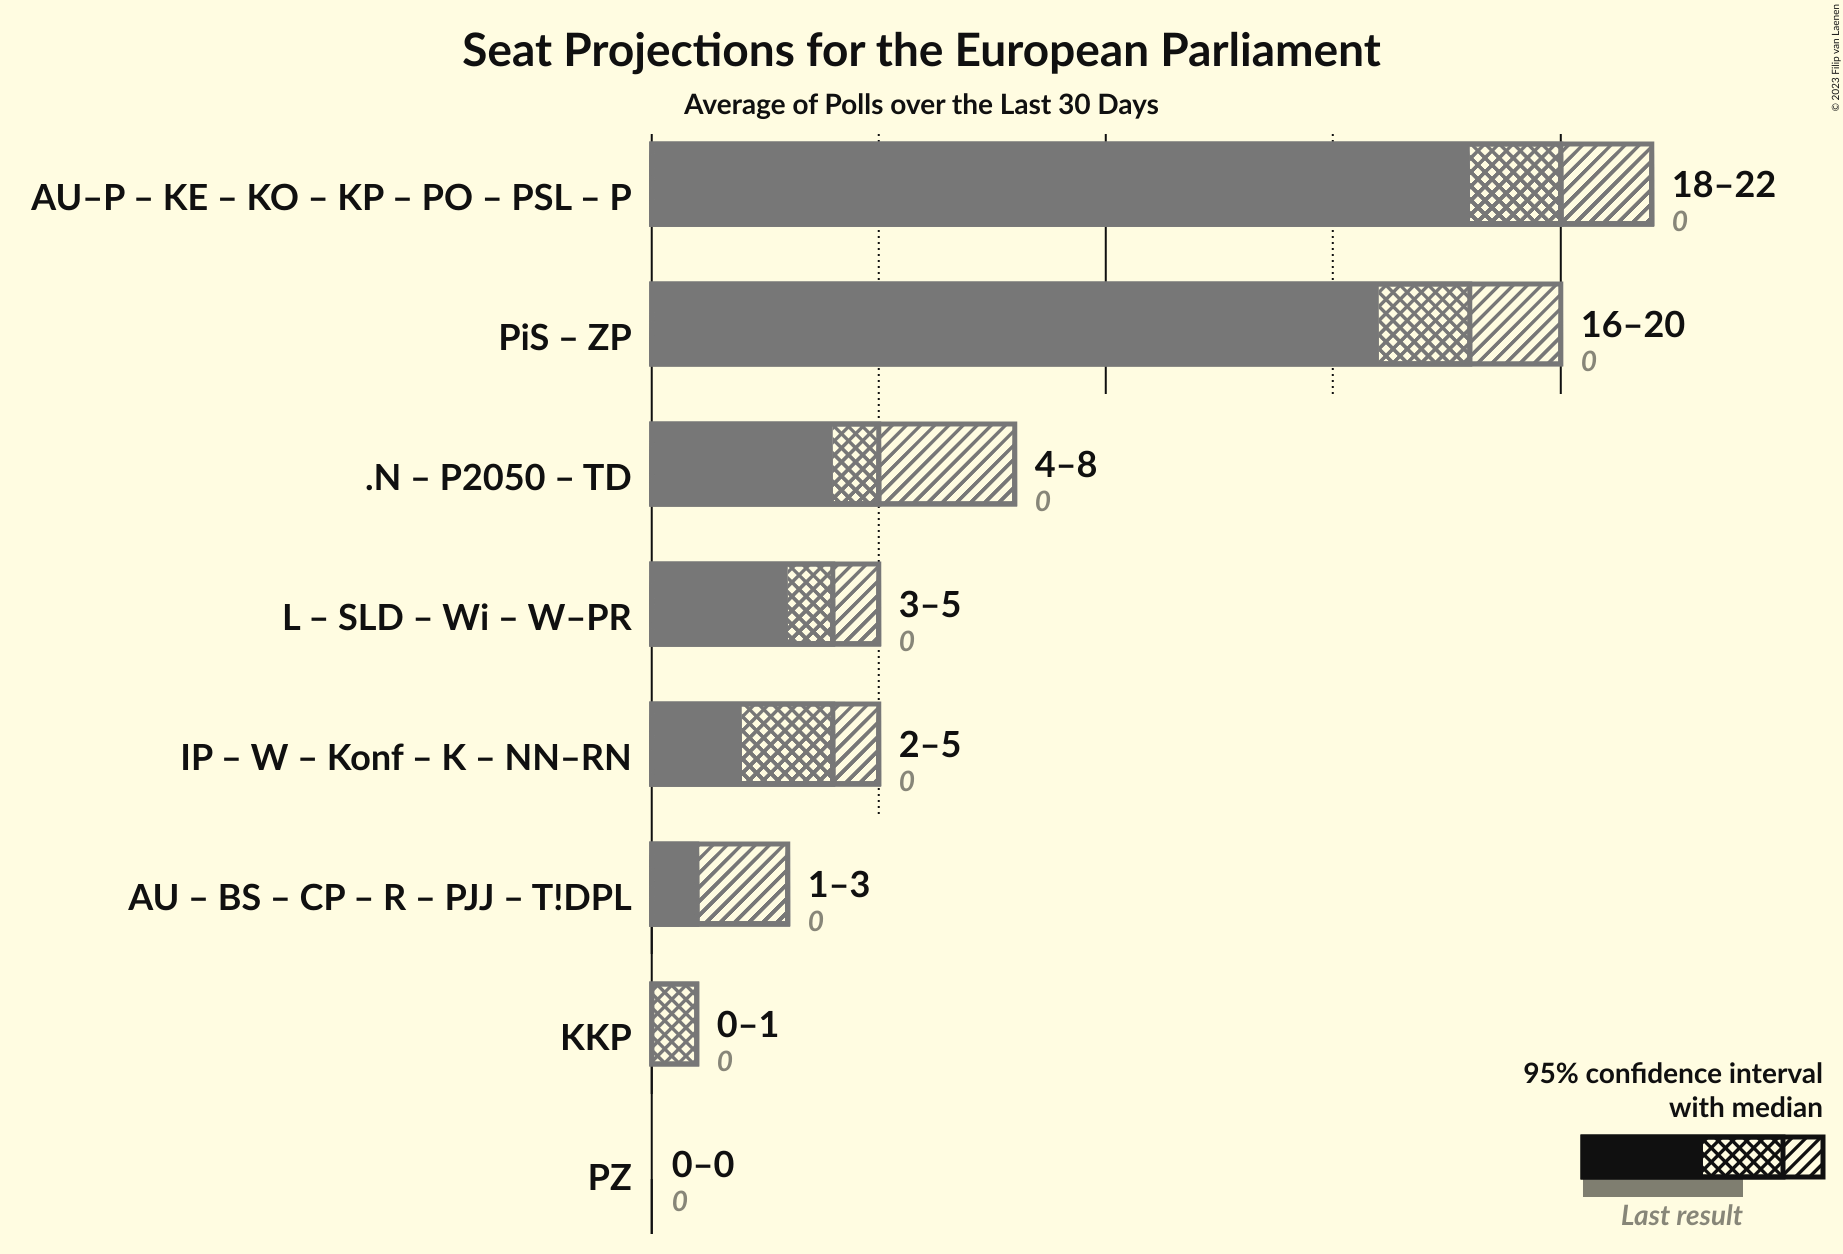 Seat Projections for the European Parliament
Average of Polls over the Last 30 Days
© 2023 Filip van Laenen
AU–P – KE – KO – KP – PO – PSL – P
18–22
0
PiS – ZP
16–20
0
.N – P2050 – TD
4–8
0
L – SLD – Wi – W–PR
3–5
0
IP – W – Konf – K – NN–RN
2–5
0
AU – BS – CP – R – PJJ – T!DPL
1–3
0
KKP
0–1
0
PZ
0–0
0
95% confidence interval
with median
Last result